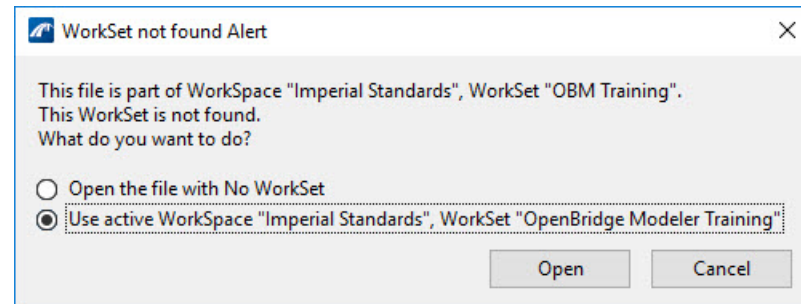 WorkSet not found Alert
This file is part of WorkSpace "Imperial Standards", WorkSet "OBM Training".
This WorkSet is not found.
What do you want to do?
Open the file with No WorkSet
Use active WorkSpace "Imperial Standards", WorkSet "OpenBridge Modeler Training"
Open Cancel